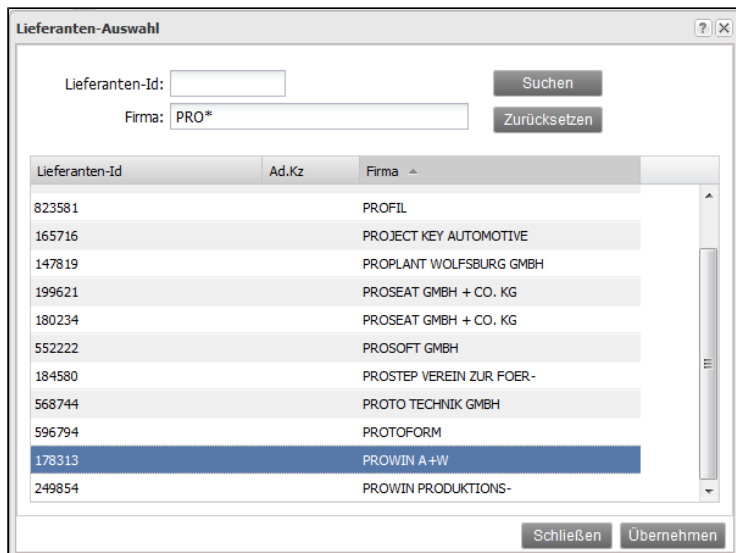 Lieferanten-Auswahl
Lieferanten-Id:
Suchen
Firma: PRO*
Zurücksetzen
Lieferanten-Id Ad.Kz Firma
823581 PROFIL
165716 PROJECT KEY AUTOMOTIVE
147819 PROPLANT WOLFSBURG GMBH
199621 PROSEAT GMBH + CO. KG
180234 PROSEAT GMBH + CO. KG
552222 PROSOFT GMBH
184580 PROSTEP VEREIN ZUR FOER-
568744 PROTO TECHNIK GMBH
596794 PROTOFORM
178313 PROWIN A+W
249854 PROWIN PRODUKTIONS-
Schließen Übernehmen